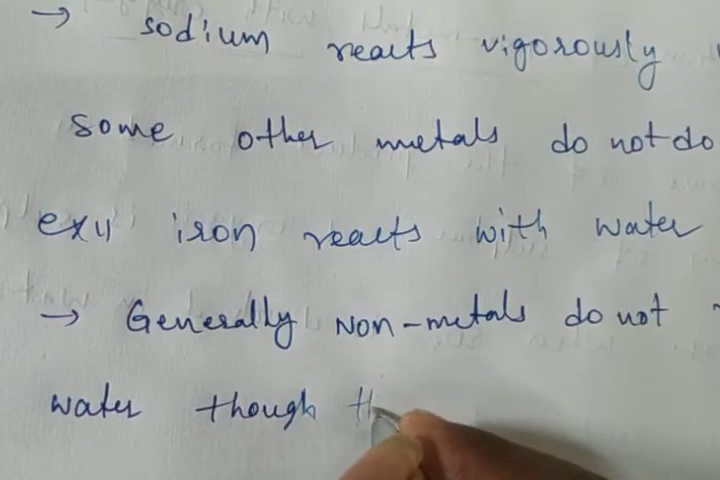 → sodium reacts vigorously
some other metals do not do
ex:, iron reacts with water
→ Generally Non-metals do not
water though th